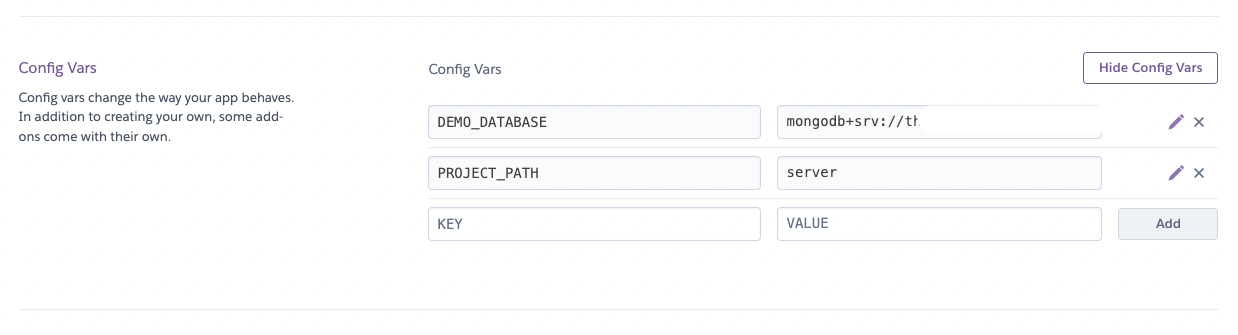 Config Vars
Config vars change the way your app behaves.
In addition to creating your own, some add-
ons come with their own.
Config Vars
Hide Config Vars
DEMO_DATABASE
mongodb+srv://th
PROJECT_PATH
server
KEY
VALUE
Add